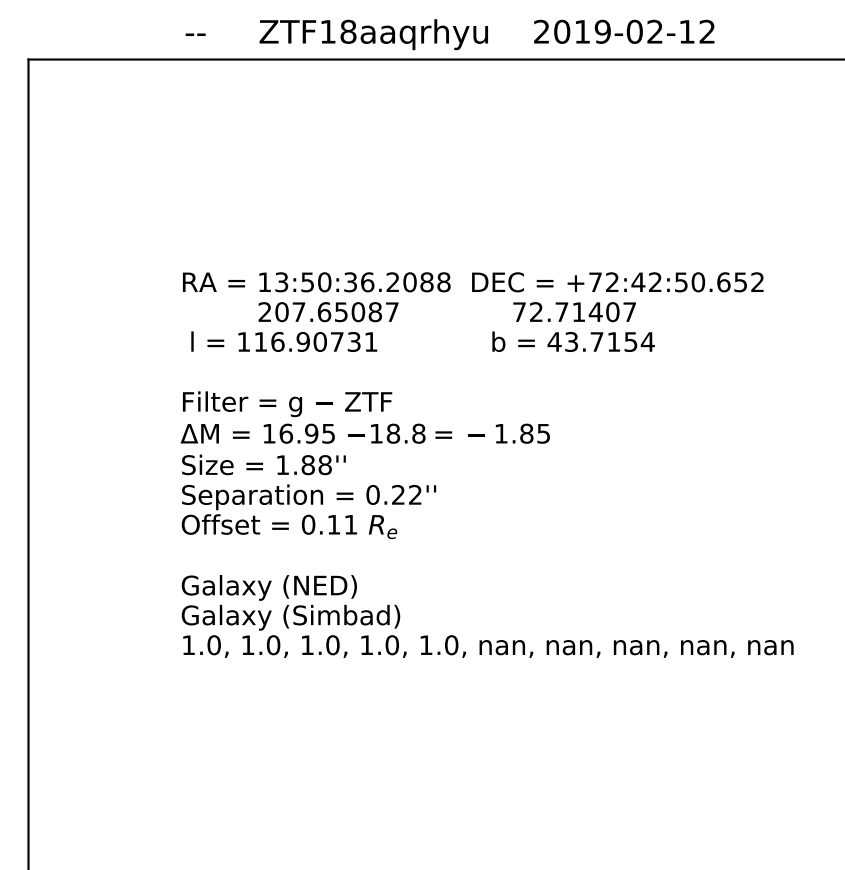 -- ZTF18aaqrhyu 2019-02-12
RA = 13:50:36.2088 DEC = +72:42:50.652
207.65087 72.71407
l = 116.90731 b = 43.7154
Filter = g − ZTF
ΔM = 16.95 −18.8 = − 1.85
Size = 1.88''
Separation = 0.22''
Offset = 0.11 Re
Galaxy (NED)
Galaxy (Simbad)
1.0, 1.0, 1.0, 1.0, 1.0, nan, nan, nan, nan, nan